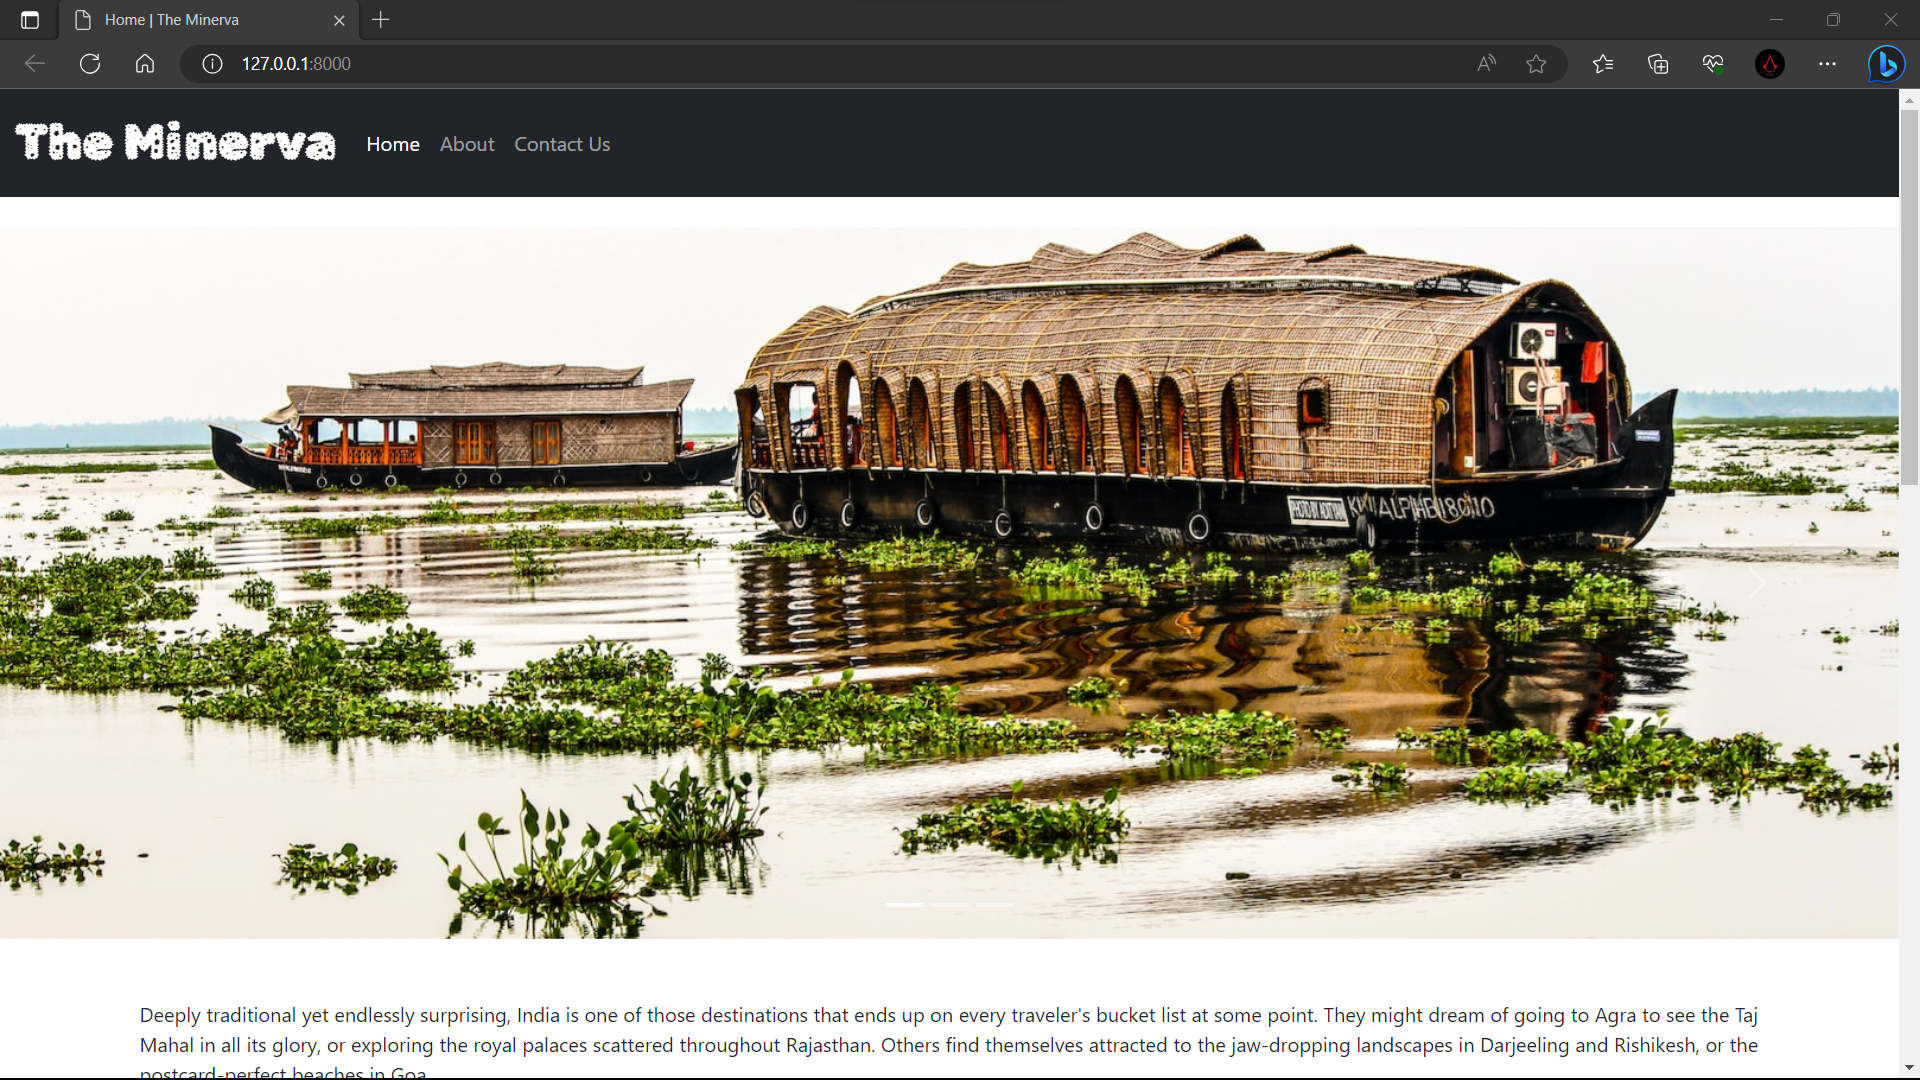 Home | The Minerva
127.0.0.1:8000
The Minerva Home About Contact Us
Deeply traditional yet endlessly surprising, India is one of those destinations that ends up on every traveler's bucket list at some point. They might dream of going to Agra to see the Taj
Mahal in all its glory, or exploring the royal palaces scattered throughout Rajasthan. Others find themselves attracted to the jaw-dropping landscapes in Darjeeling and Rishikesh, or the
postcard-perfect beaches in Goa.